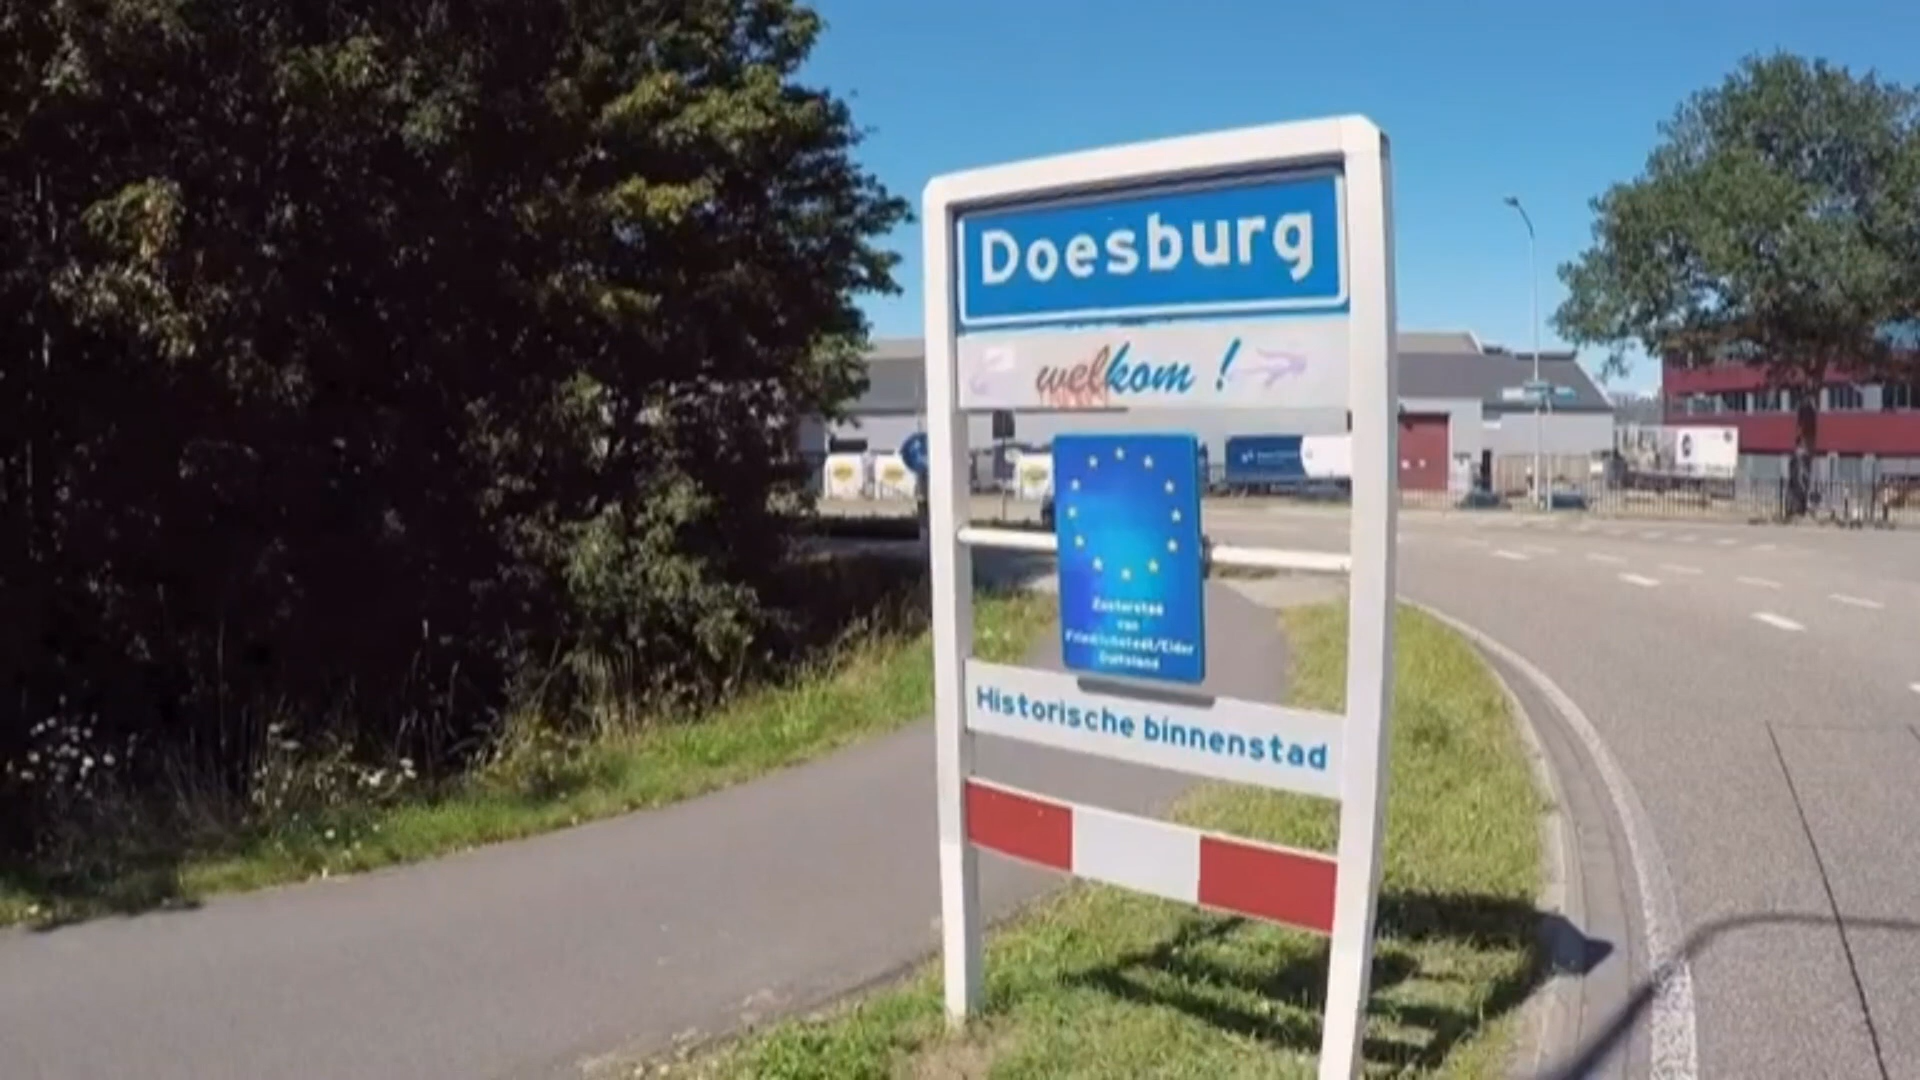 Doesburg
welkom !
Zusterstad
van
Friedrichstadt/Eider
Duitsland
Historische binnenstad